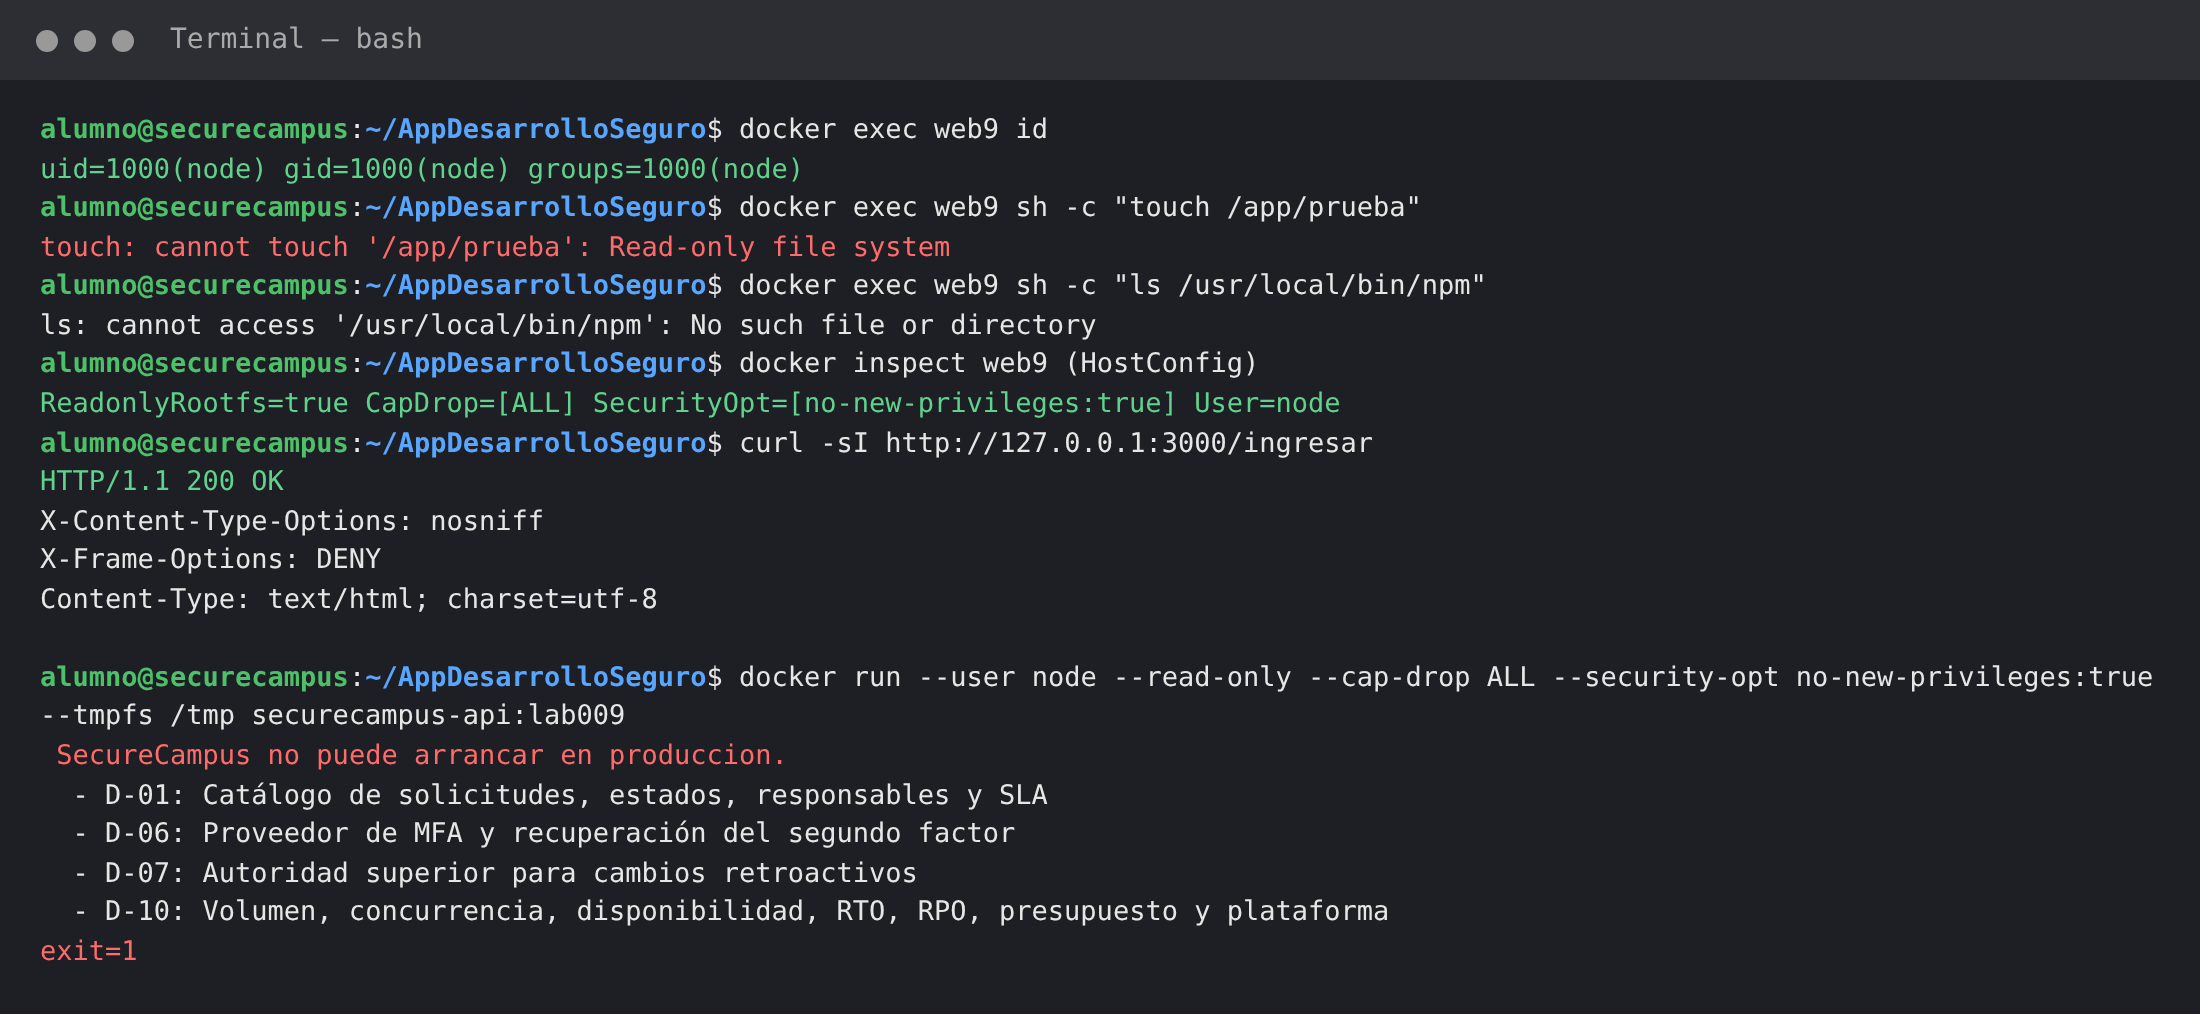 Terminal — bash
alumno@securecampus:~/AppDesarrolloSeguro$ docker exec web9 id
uid=1000(node) gid=1000(node) groups=1000(node)
alumno@securecampus:~/AppDesarrolloSeguro$ docker exec web9 sh -c "touch /app/prueba"
touch: cannot touch '/app/prueba': Read-only file system
alumno@securecampus:~/AppDesarrolloSeguro$ docker exec web9 sh -c "ls /usr/local/bin/npm"
ls: cannot access '/usr/local/bin/npm': No such file or directory
alumno@securecampus:~/AppDesarrolloSeguro$ docker inspect web9 (HostConfig)
ReadonlyRootfs=true CapDrop=[ALL] SecurityOpt=[no-new-privileges:true] User=node
alumno@securecampus:~/AppDesarrolloSeguro$ curl -sI http://127.0.0.1:3000/ingresar
HTTP/1.1 200 OK
X-Content-Type-Options: nosniff
X-Frame-Options: DENY
Content-Type: text/html; charset=utf-8
alumno@securecampus:~/AppDesarrolloSeguro$ docker run --user node --read-only --cap-drop ALL --security-opt no-new-privileges:true
--tmpfs /tmp securecampus-api:lab009
SecureCampus no puede arrancar en produccion.
- D-01: Catálogo de solicitudes, estados, responsables y SLA
- D-06: Proveedor de MFA y recuperación del segundo factor
- D-07: Autoridad superior para cambios retroactivos
- D-10: Volumen, concurrencia, disponibilidad, RTO, RPO, presupuesto y plataforma
exit=1